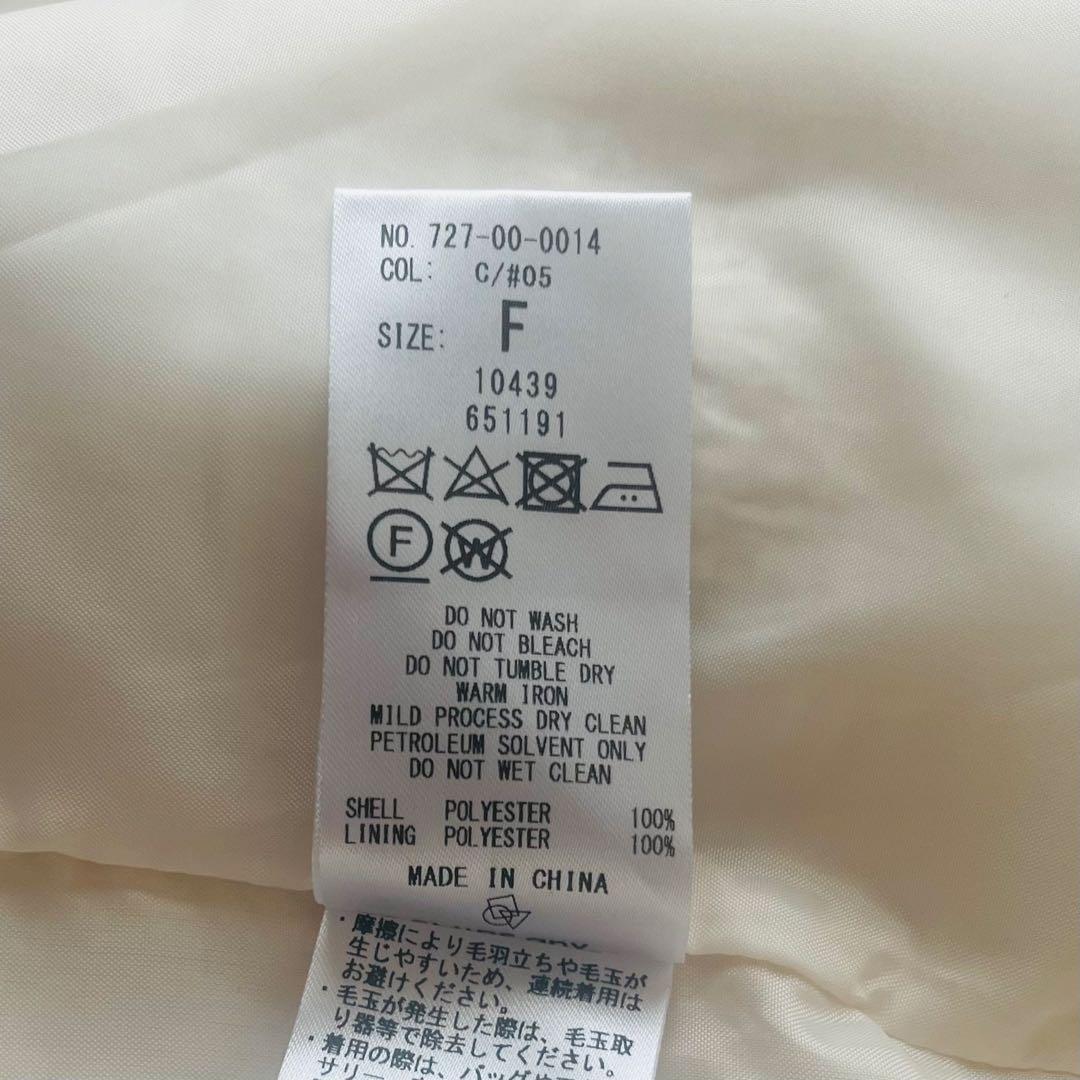 NO. 727-00-0014
COL: C/#05
SIZE: F
10439
651191
F W
DO NOT WASH
DO NOT BLEACH
DO NOT TUMBLE DRY
WARM IRON
MILD PROCESS DRY CLEAN
PETROLEUM SOLVENT ONLY
DO NOT WET CLEAN
SHELL POLYESTER 100%
LINING POLYESTER 100%
MADE IN CHINA
・摩擦により毛羽立ちや毛玉が
生じやすいため、連続着用は
お避けください。
・毛玉が発生した際は、毛玉取
り器等で除去してください。
・着用の際は、バッグや
サリー